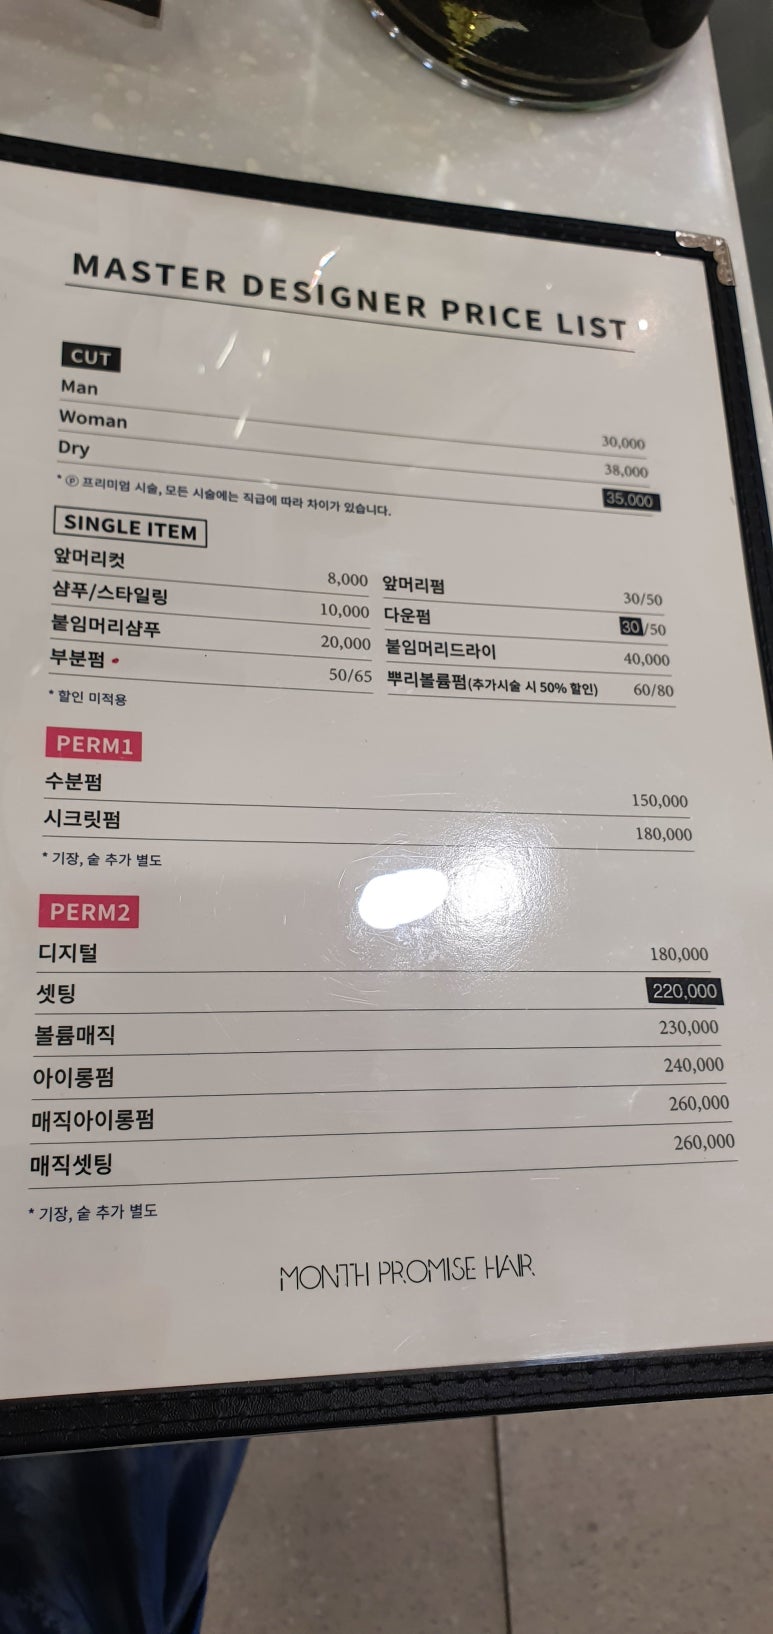 MASTER DESIGNER PRICE LIST
CUT
Man 30,000
Woman 38,000
Dry 35,000
* Ⓟ 프리미엄 시술, 모든 시술에는 직급에 따라 차이가 있습니다.
SINGLE ITEM
앞머리컷 8,000 앞머리펌 30/50
샴푸/스타일링 10,000 다운펌 30/50
붙임머리샴푸 20,000 붙임머리드라이 40,000
부분펌 50/65 뿌리볼륨펌(추가시술 시 50% 할인) 60/80
* 할인 미적용
PERM1
수분펌 150,000
시크릿펌 180,000
* 기장, 숱 추가 별도
PERM2
디지털 180,000
셋팅 220,000
볼륨매직 230,000
아이롱펌 240,000
매직아이롱펌 260,000
매직셋팅 260,000
* 기장, 숱 추가 별도
MONTH PROMISE HAIR